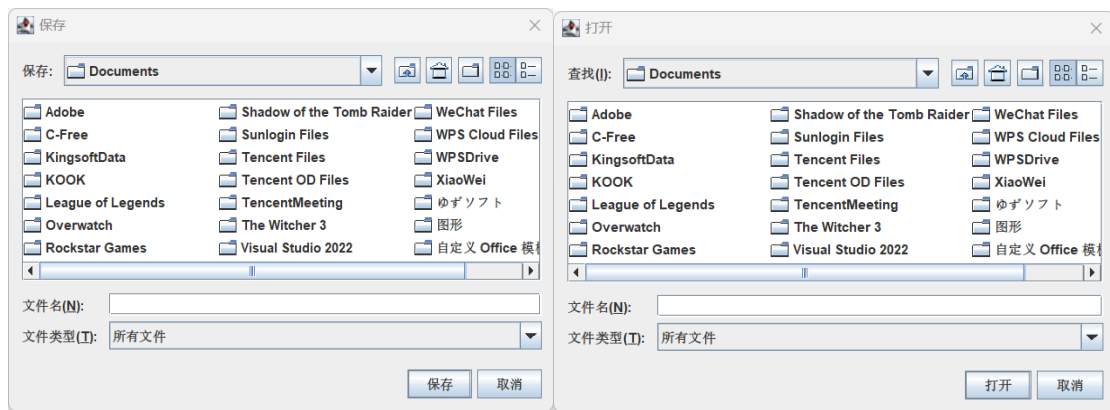 保存
保存: Documents
Adobe
C-Free
KingsoftData
KOOK
League of Legends
Overwatch
Rockstar Games
Shadow of the Tomb Raider
Sunlogin Files
Tencent Files
Tencent OD Files
TencentMeeting
The Witcher 3
Visual Studio 2022
WeChat Files
WPS Cloud Files
WPSDrive
XiaoWei
ゆずソフト
图形
自定义 Office
文件名(N):
文件类型(T): 所有文件
保存 取消
打开
查找(I): Documents
Adobe
C-Free
KingsoftData
KOOK
League of Legends
Overwatch
Rockstar Games
Shadow of the Tomb Raider
Sunlogin Files
Tencent Files
Tencent OD Files
TencentMeeting
The Witcher 3
Visual Studio 2022
WeChat Files
WPS Cloud Files
WPSDrive
XiaoWei
ゆずソフト
图形
自定义 Office
文件名(N):
文件类型(T): 所有文件
打开 取消